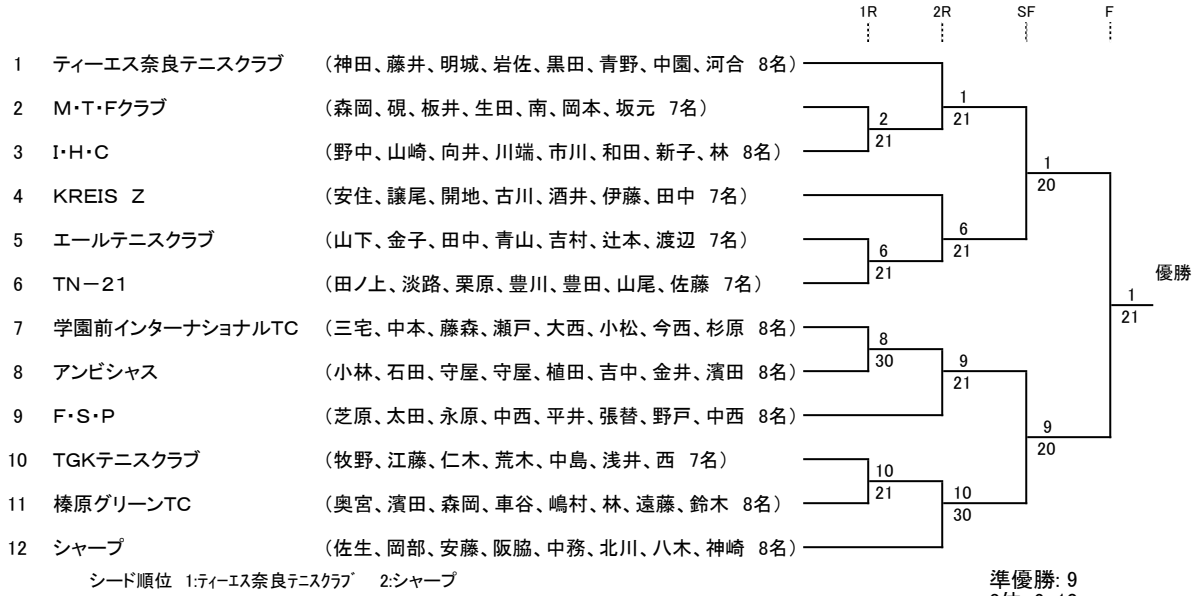 1R 2R SF F
1 ティーエス奈良テニスクラブ (神田、藤井、明城、岩佐、黒田、青野、中園、河合 8名)
1
21
2 M・T・Fクラブ (森岡、硯、板井、生田、南、岡本、坂元 7名)
2
21
3 I・H・C (野中、山崎、向井、川端、市川、和田、新子、林 8名)
1
20
4 KREIS Z (安住、譲尾、開地、古川、酒井、伊藤、田中 7名)
6
21
5 エールテニスクラブ (山下、金子、田中、青山、吉村、辻本、渡辺 7名)
6
21
優勝
6 TN-21 (田ノ上、淡路、栗原、豊川、豊田、山尾、佐藤 7名)
1
21
7 学園前インターナショナルTC (三宅、中本、藤森、瀬戸、大西、小松、今西、杉原 8名)
8
30
8 アンビシャス (小林、石田、守屋、守屋、植田、吉中、金井、濱田 8名)
9
21
9 F・S・P (芝原、太田、永原、中西、平井、張替、野戸、中西 8名)
9
20
10 TGKテニスクラブ (牧野、江藤、仁木、荒木、中島、浅井、西 7名)
10
21
11 榛原グリーンTC (奥宮、濱田、森岡、車谷、嶋村、林、遠藤、鈴木 8名)
10
30
12 シャープ (佐生、岡部、安藤、阪脇、中務、北川、八木、神崎 8名)
シード順位 1:ティーエス奈良テニスクラブ 2:シャープ
準優勝: 9